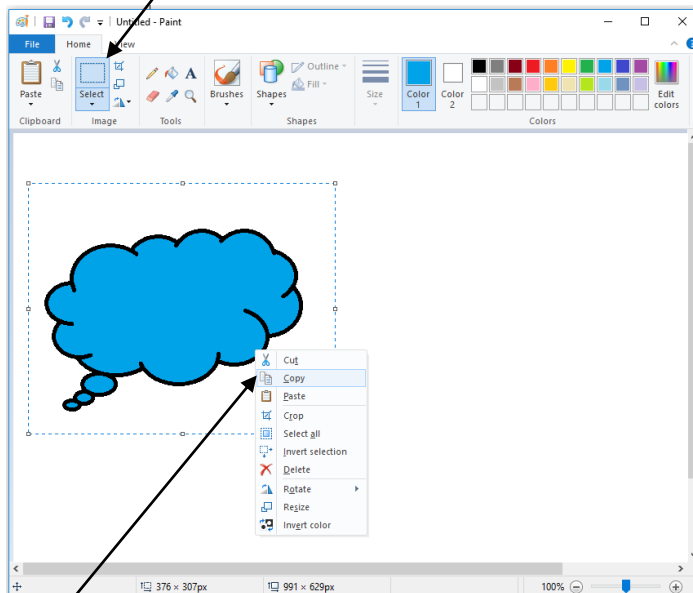 Untitled - Paint
File Home View
Paste
Select
Brushes
Shapes
Outline
Fill
Size
Color 1
Color 2
Edit colors
Clipboard
Image
Tools
Shapes
Colors
Cut
Copy
Paste
Crop
Select all
Invert selection
Delete
Rotate
Resize
Invert color
376 × 307px
991 × 629px
100%